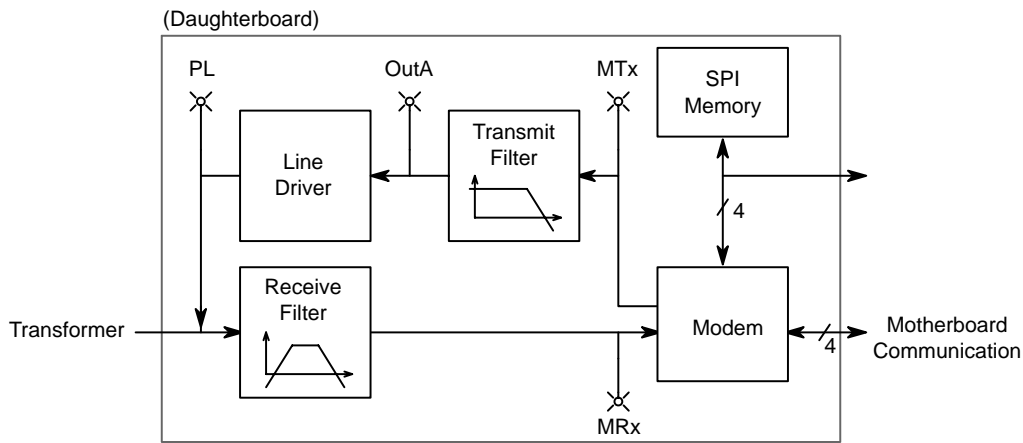 (Daughterboard)
PL
OutA
MTx
SPI
Memory
Line
Driver
Transmit
Filter
4
Receive
Filter
Transformer
Modem
4
Motherboard
Communication
MRx